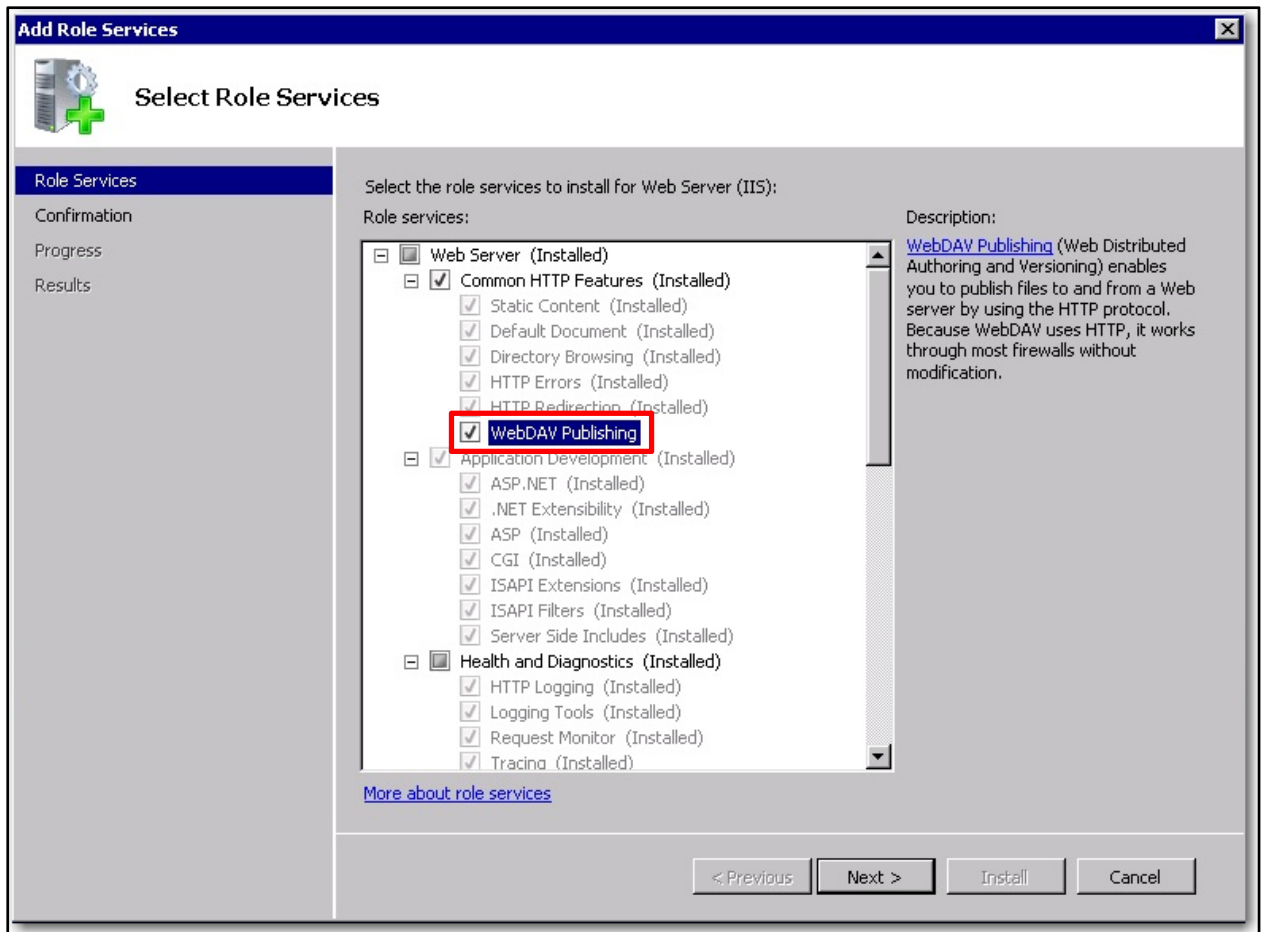 Add Role Services
Select Role Services
Role Services
Confirmation
Progress
Results
Select the role services to install for Web Server (IIS):
Role services:
Web Server (Installed)
Common HTTP Features (Installed)
Static Content (Installed)
Default Document (Installed)
Directory Browsing (Installed)
HTTP Errors (Installed)
HTTP Redirection (Installed)
WebDAV Publishing
Application Development (Installed)
ASP.NET (Installed)
.NET Extensibility (Installed)
ASP (Installed)
CGI (Installed)
ISAPI Extensions (Installed)
ISAPI Filters (Installed)
Server Side Includes (Installed)
Health and Diagnostics (Installed)
HTTP Logging (Installed)
Logging Tools (Installed)
Request Monitor (Installed)
Tracing (Installed)
More about role services
Description:
WebDAV Publishing (Web Distributed
Authoring and Versioning) enables
you to publish files to and from a Web
server by using the HTTP protocol.
Because WebDAV uses HTTP, it works
through most firewalls without
modification.
< Previous
Next >
Install
Cancel